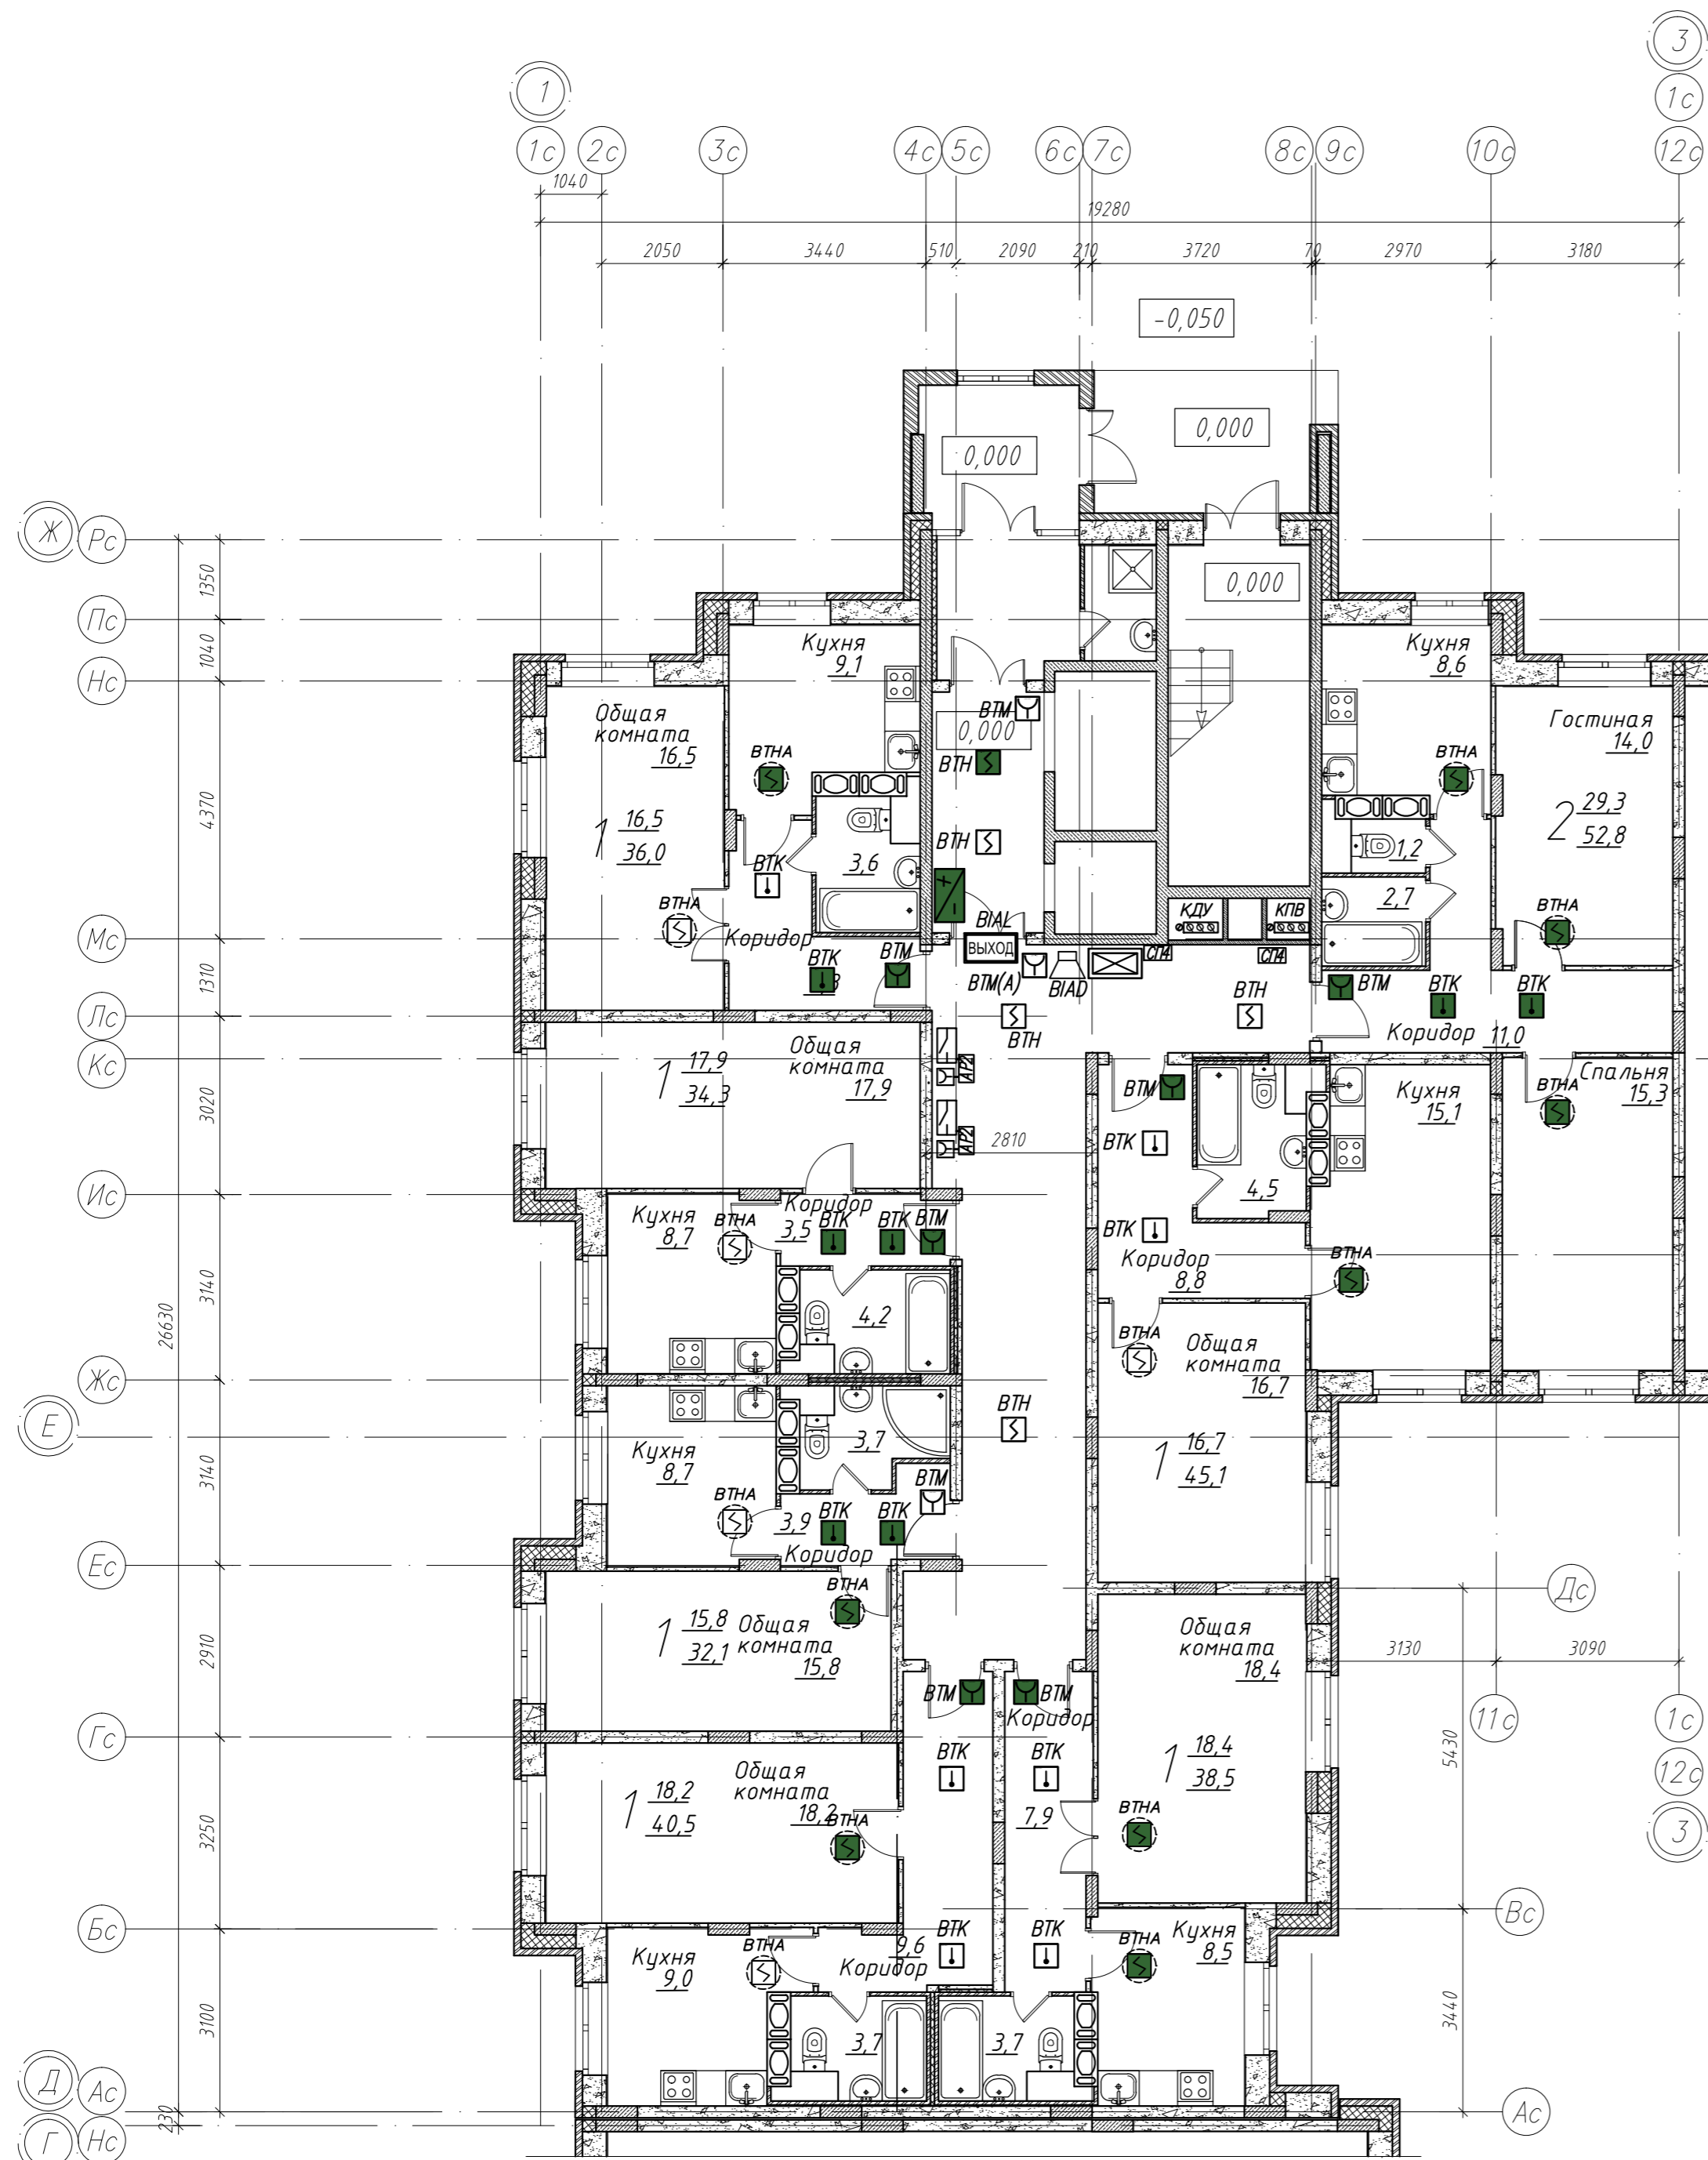 3
1
1с
1с
2с
3с
4с
5с
6с
7с
8с
9с
10с
12с
1040
19280
2050
3440
510
2090
210
3720
70
2970
3180
-0,050
0,000
0,000
Ж
Рс
1350
0,000
Пс
1040
Кухня
9,1
Кухня
8,6
Нс
Общая
комната
16,5
ВТМ
0,000
Гостиная
14,0
ВТНА
ВТН
ВТНА
4370
1
16,5
36,0
ВТН
2
29,3
52,8
ВТК
3,6
1,2
ВТНА
2,7
ВТНА
КДУ
КПВ
Мс
Коридор
BIAL
ВЫХОД
ВТК
ВТМ
ВТМ(А)
BIAD
СП4
СП4
ВТН
ВТМ
ВТК
ВТК
1310
Лс
ВТН
Коридор
11,0
Кс
1
17,9
34,3
Общая
комната
17,9
АР2
АР2
ВТМ
Кухня
15,1
ВТНА
Спальня
15,3
3020
2810
ВТК
Ис
Коридор
3,5
Кухня
8,7
ВТНА
ВТК
ВТК
ВТМ
4,5
ВТК
Коридор
8,8
ВТНА
26630
3140
4,2
ВТНА
Общая
комната
16,7
Жс
Е
Кухня
8,7
3,7
ВТН
1
16,7
45,1
3140
ВТНА
3,9
ВТК
ВТК
ВТМ
Ес
Коридор
ВТНА
Дс
2910
1
15,8
32,1
Общая
комната
15,8
Общая
комната
18,4
3130
3090
ВТМ
ВТМ
Коридор
11с
1с
Гс
ВТК
ВТК
1
18,4
38,5
5430
12с
1
18,2
40,5
Общая
комната
18,2
ВТНА
7,9
ВТНА
3250
3
Бс
Вс
Кухня
9,0
ВТНА
9,6
Коридор
ВТК
ВТК
ВТНА
Кухня
8,5
3100
3,7
3,7
3440
Д
Ас
Ас
230
Г
Нс